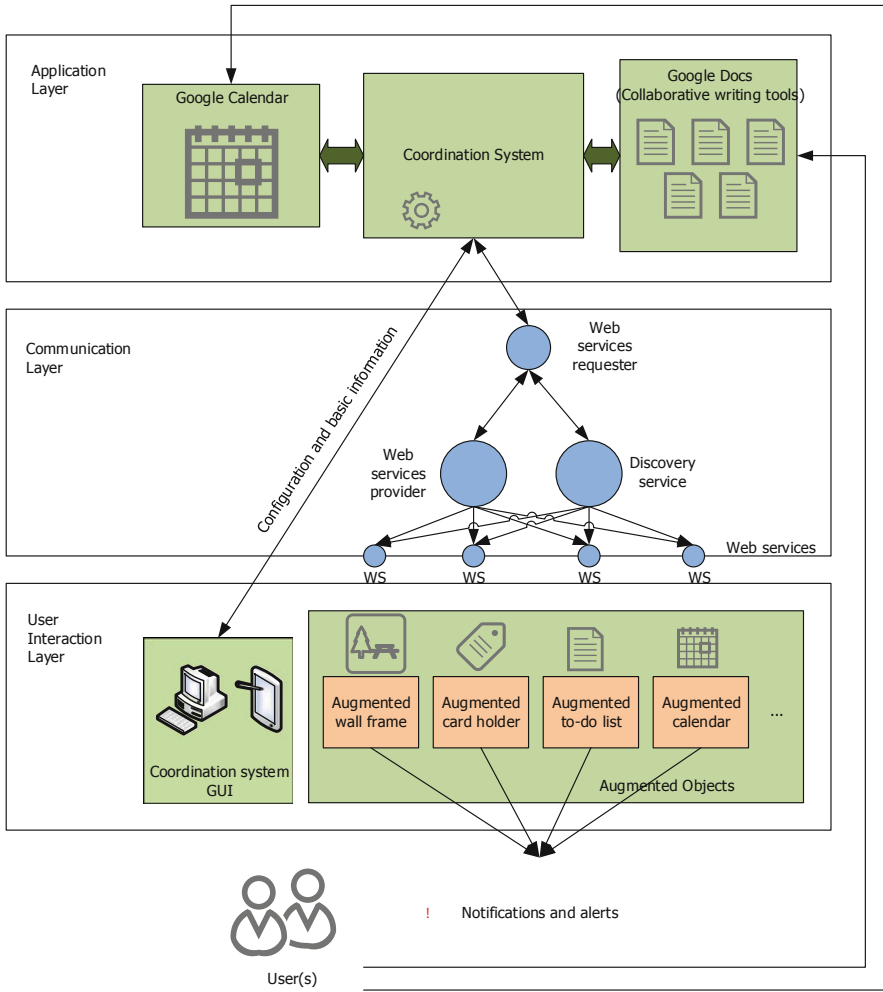 Application
Layer
Google Calendar
Coordination System
Google Docs
(Collaborative writing tools)
Communication
Layer
Configuration and basic information
Web
services
requester
Web
services
provider
Discovery
service
Web services
WS
WS
WS
WS
User
Interaction
Layer
Coordination system
GUI
Augmented
wall frame
Augmented
card holder
Augmented
to-do list
Augmented
calendar
...
Augmented Objects
! Notifications and alerts
User(s)